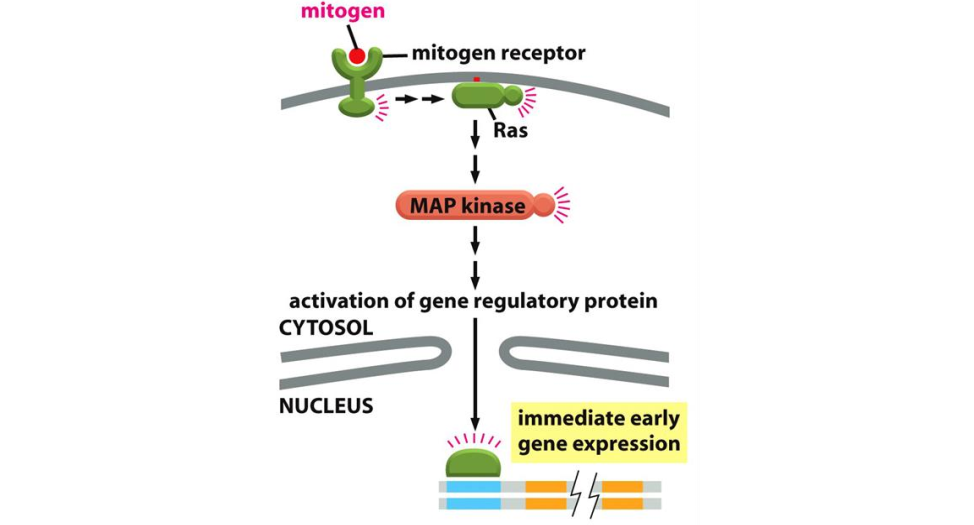 mitogen
mitogen receptor
Ras
MAP kinase
activation of gene regulatory protein
CYTOSOL
NUCLEUS
immediate early
gene expression